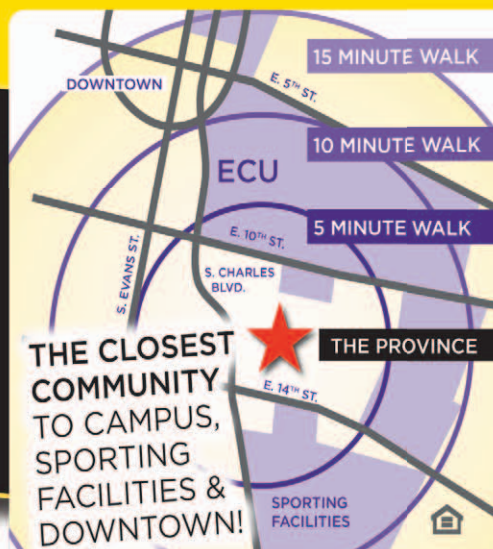 15 MINUTE WALK
DOWNTOWN
E. 5TH ST.
10 MINUTE WALK
ECU
5 MINUTE WALK
E. 10TH ST.
S. EVANS ST.
S. CHARLES
BLVD.
THE PROVINCE
THE CLOSEST
COMMUNITY
TO CAMPUS,
SPORTING
FACILITIES &
DOWNTOWN!
E. 14TH ST.
SPORTING
FACILITIES